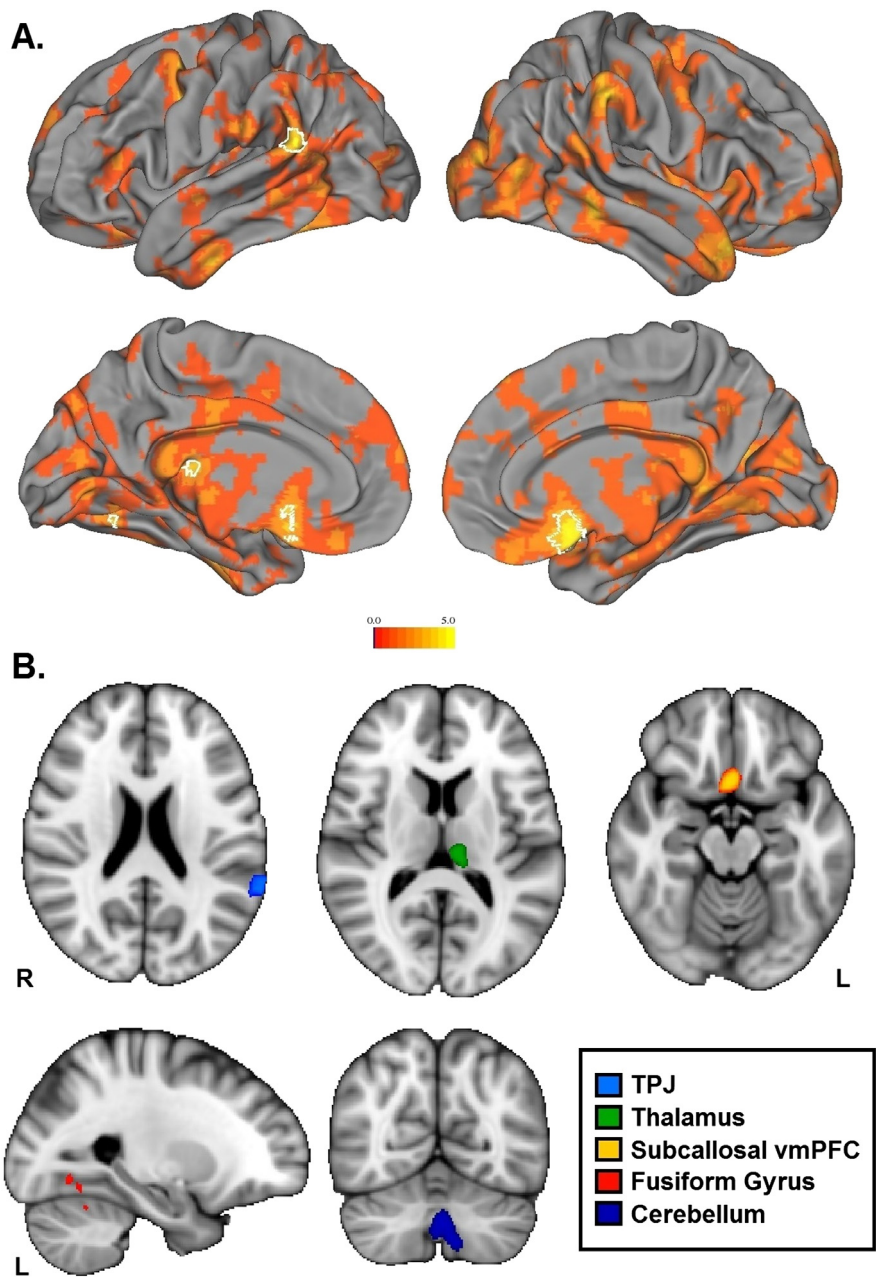 A.
0.0 5.0
B.
R
L
L
TPJ
Thalamus
Subcallosal vmPFC
Fusiform Gyrus
Cerebellum